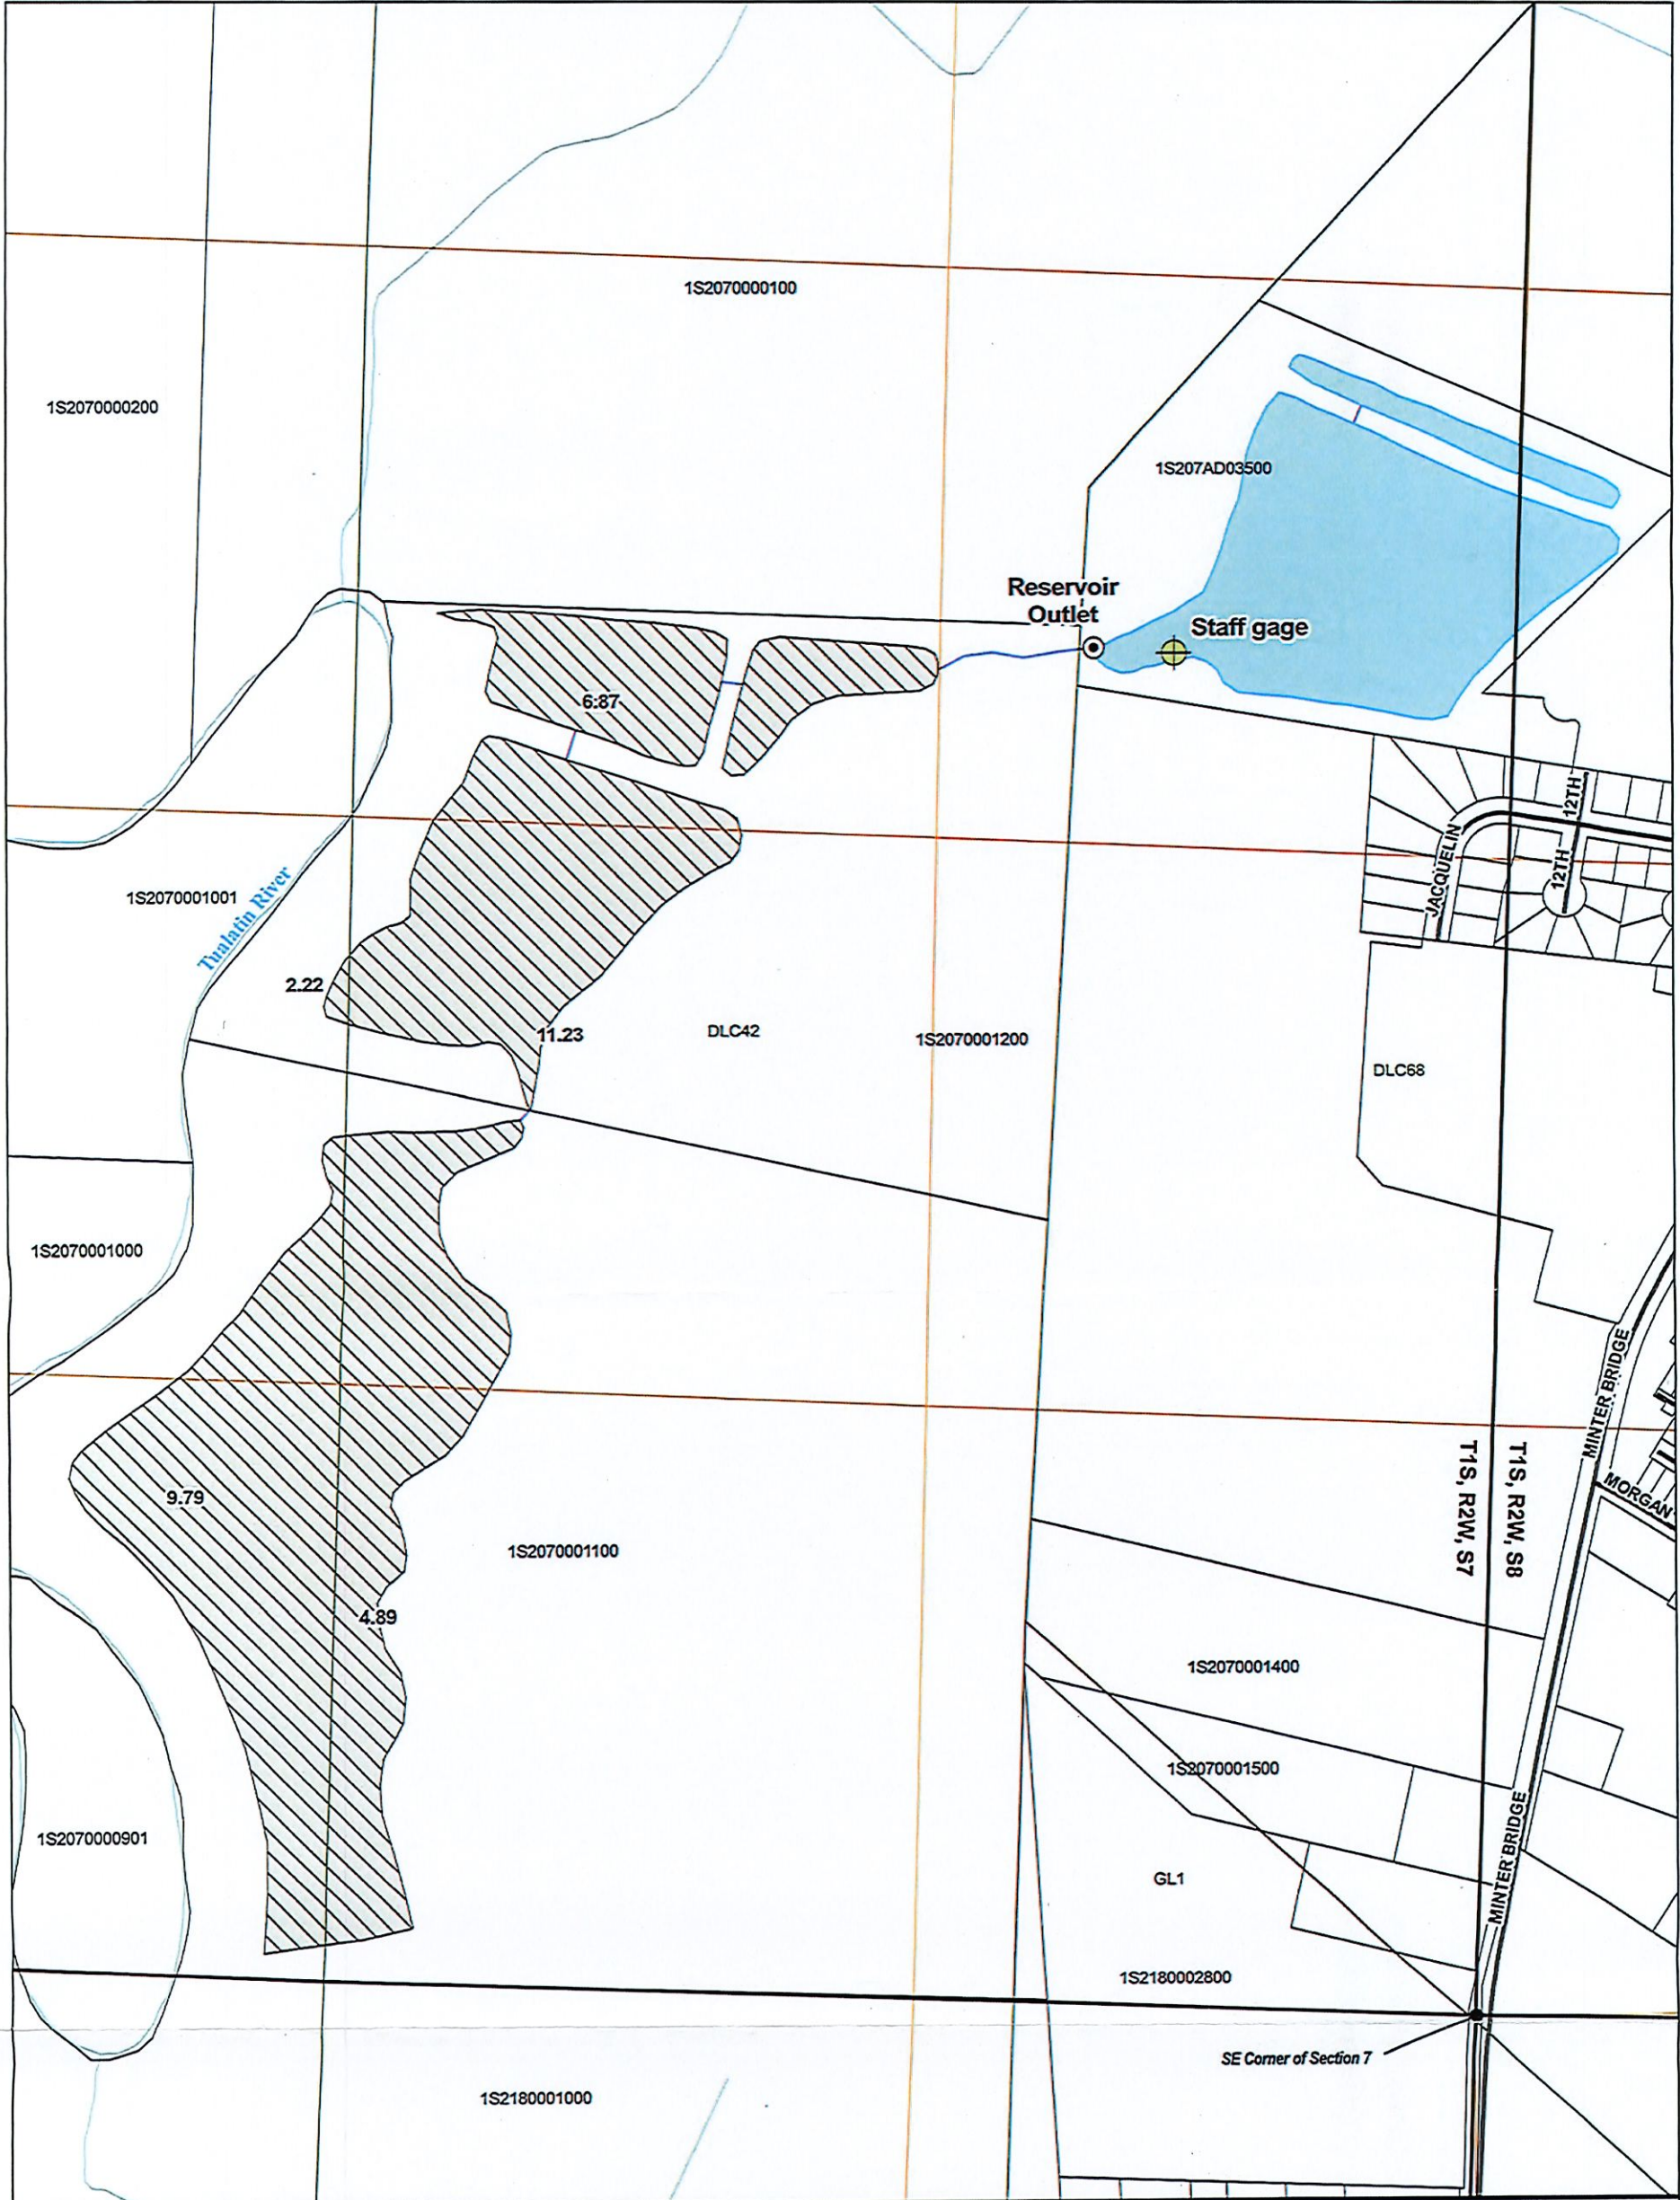 1S2070000100
1S2070000200
1S207AD03500
Reservoir
Outlet
Staff gage
6.87
12TH
JACQUELIN
12TH
1S2070001001
Tualatin River
2.22
11.23
DLC42
1S2070001200
DLC68
1S2070001000
MINTER BRIDGE
T1S, R2W, S7
T1S, R2W, S8
MORGAN
9.79
1S2070001100
4.89
1S2070001400
1S2070001500
1S2070000901
MINTER BRIDGE
GL1
1S2180002800
SE Corner of Section 7
1S2180001000